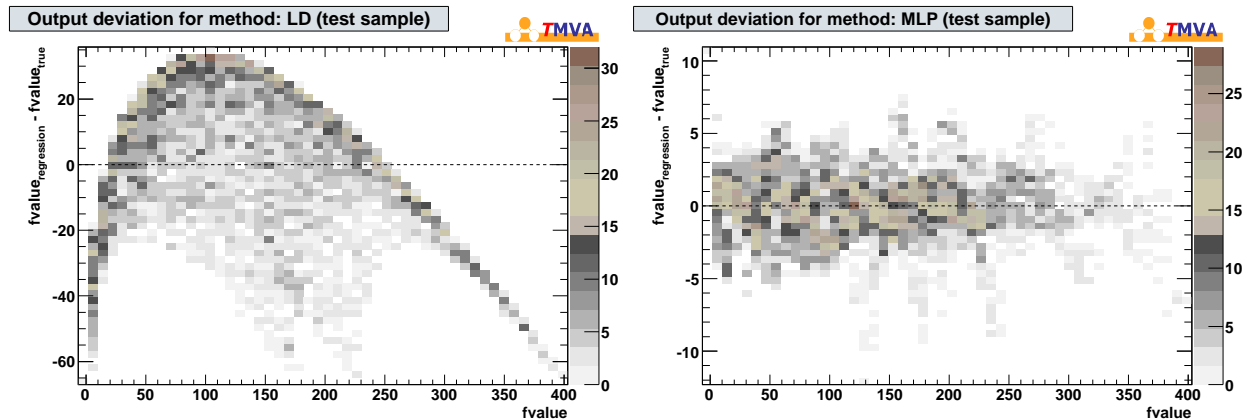 Output deviation for method: LD (test sample)
TMVA
fvalue_regression - fvalue_true
20
0
-20
-40
-60
0 50 100 150 200 250 300 350 400
fvalue
30
25
20
15
10
5
0
Output deviation for method: MLP (test sample)
TMVA
fvalue_regression - fvalue_true
10
5
0
-5
-10
0 50 100 150 200 250 300 350 400
fvalue
25
20
15
10
5
0